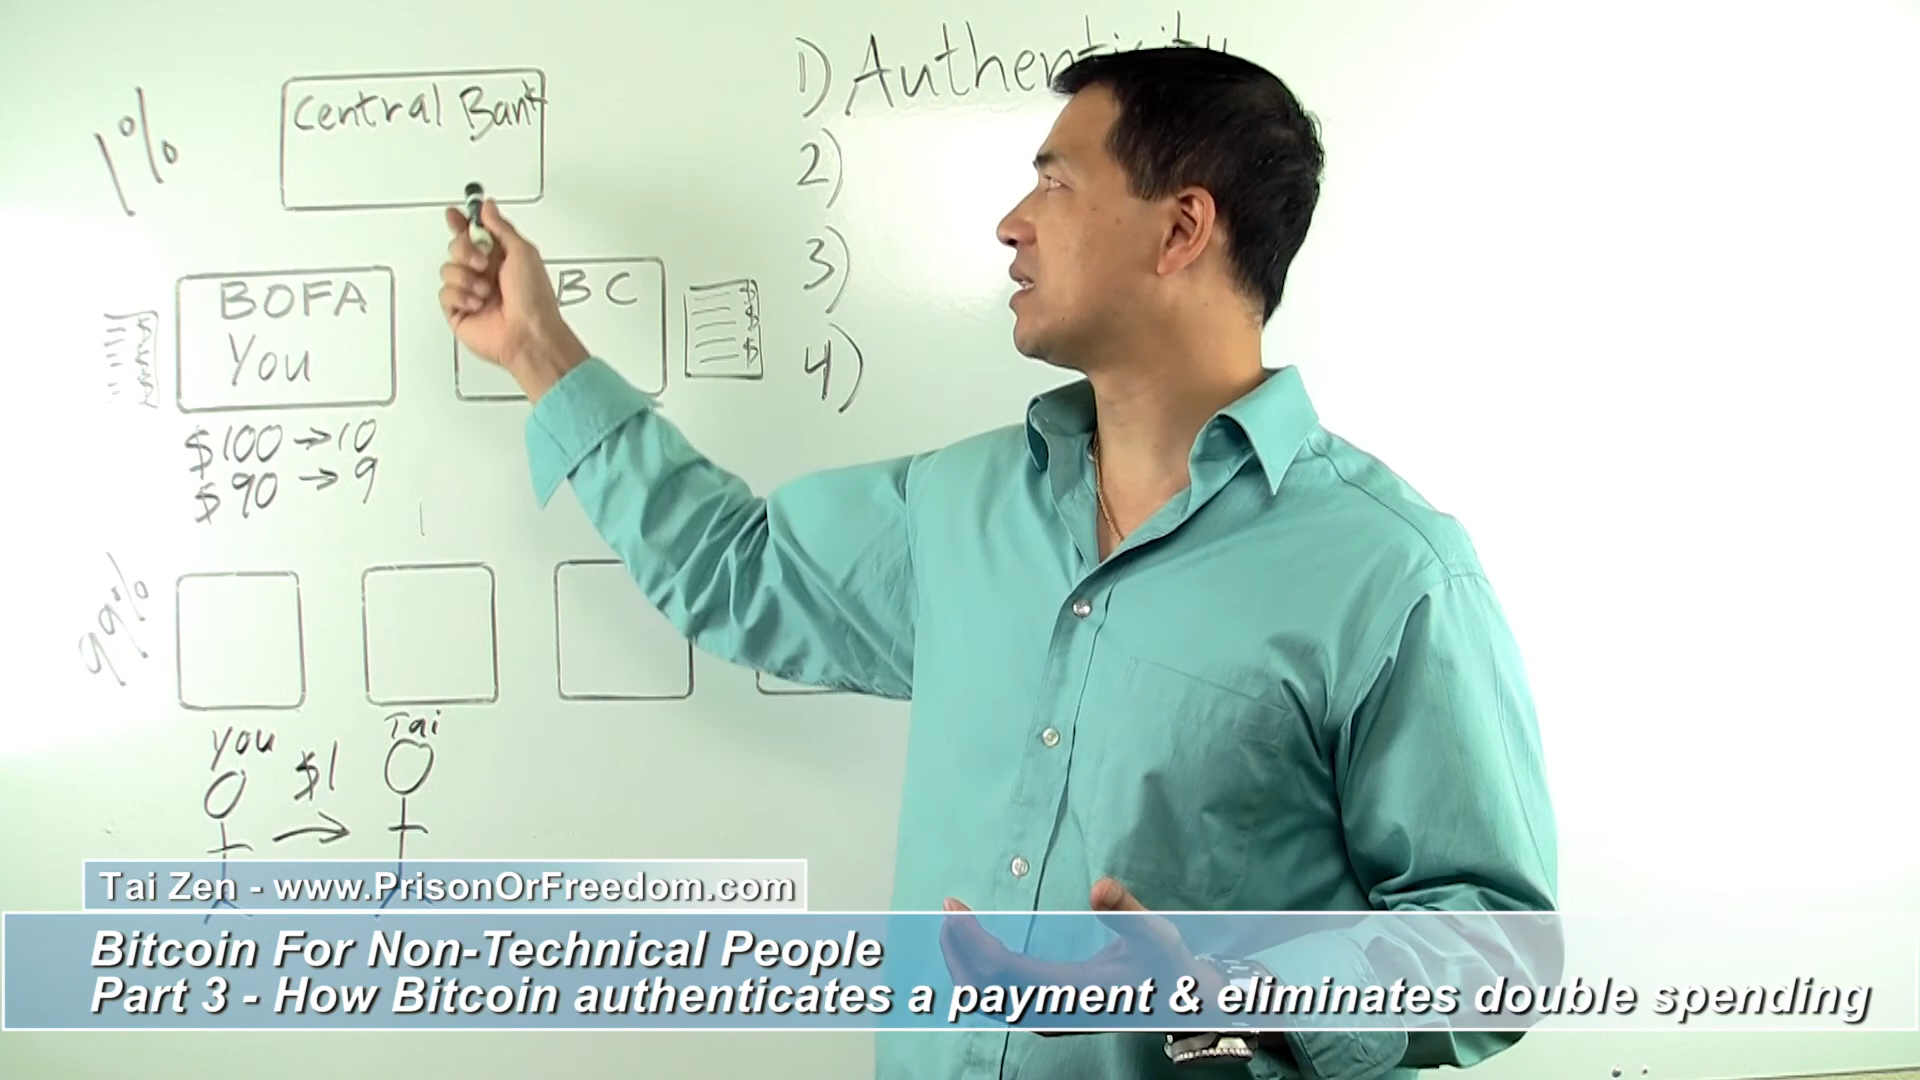 1) Authenticity
Central Bank
1%
2)
3)
4)
BOFA
You
BC
$ $ $
$100 → 10
$90 → 9
99%
You
Tai
$1
Tai Zen - www.PrisonOrFreedom.com
Bitcoin For Non-Technical People
Part 3 - How Bitcoin authenticates a payment & eliminates double spending